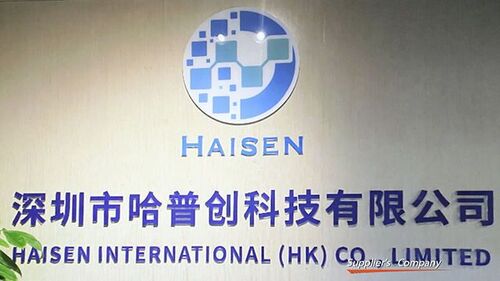 HAISEN
深圳市哈普创科技有限公司
HAISEN INTERNATIONAL (HK) CO., LIMITED
Supplier's Company